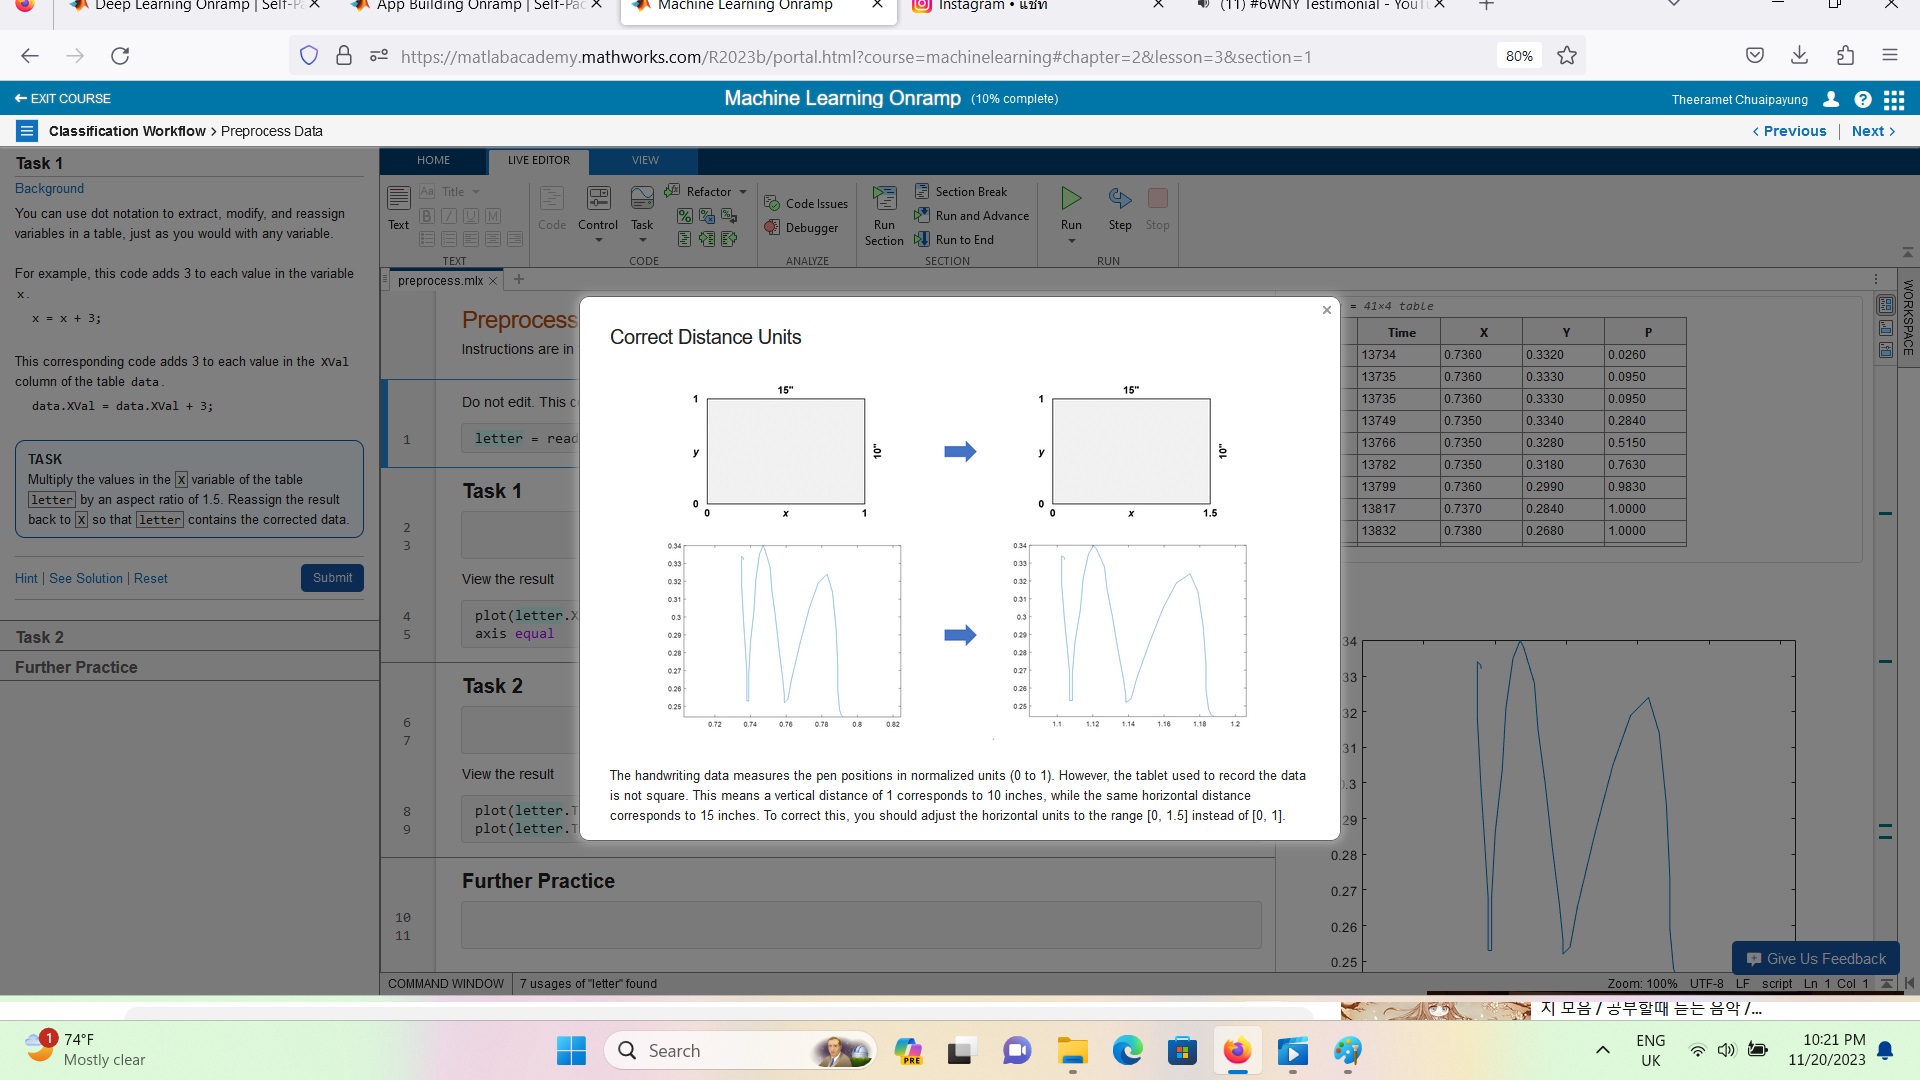 Deep Learning Onramp | Self-Pa
App Building Onramp | Self-Pac
Machine Learning Onramp
Instagram • แชท
(11) #6WNY Testimonial - YouT
https://matlabacademy.mathworks.com/R2023b/portal.html?course=machinelearning#chapter=2&lesson=3&section=1
80%
EXIT COURSE
Machine Learning Onramp (10% complete)
Theeramet Chuaipayung
Classification Workflow > Preprocess Data
< Previous | Next >
Task 1
Background
You can use dot notation to extract, modify, and reassign
variables in a table, just as you would with any variable.
For example, this code adds 3 to each value in the variable
x.
x = x + 3;
This corresponding code adds 3 to each value in the XVal
column of the table data.
data.XVal = data.XVal + 3;
TASK
Multiply the values in the X variable of the table
letter by an aspect ratio of 1.5. Reassign the result
back to X so that letter contains the corrected data.
Hint | See Solution | Reset
Submit
Task 2
Further Practice
HOME
LIVE EDITOR
VIEW
Text
Aa Title
B I U M
TEXT
Code
Control
Task
Refactor
CODE
Code Issues
Debugger
ANALYZE
Run
Section
Section Break
Run and Advance
Run to End
SECTION
Run
Step
Stop
RUN
preprocess.mlx
WORKSPACE
Preprocess
Instructions are in
Do not edit. This c
1
letter = read
Task 1
2
3
View the result
4
plot(letter.X
5
axis equal
Task 2
6
7
View the result
8
plot(letter.T
9
plot(letter.T
Further Practice
10
11
Correct Distance Units
15"
1
y
10"
0
0 x 1
15"
1
y
10"
0
0 x 1.5
0.34
0.33
0.32
0.31
0.3
0.29
0.28
0.27
0.26
0.25
0.72 0.74 0.76 0.78 0.8 0.82
0.34
0.33
0.32
0.31
0.3
0.29
0.28
0.27
0.26
0.25
1.1 1.12 1.14 1.16 1.18 1.2
The handwriting data measures the pen positions in normalized units (0 to 1). However, the tablet used to record the data
is not square. This means a vertical distance of 1 corresponds to 10 inches, while the same horizontal distance
corresponds to 15 inches. To correct this, you should adjust the horizontal units to the range [0, 1.5] instead of [0, 1].
= 41×4 table
Time X Y P
13734 0.7360 0.3320 0.0260
13735 0.7360 0.3330 0.0950
13735 0.7360 0.3330 0.0950
13749 0.7350 0.3340 0.2840
13766 0.7350 0.3280 0.5150
13782 0.7350 0.3180 0.7630
13799 0.7360 0.2990 0.9830
13817 0.7370 0.2840 1.0000
13832 0.7380 0.2680 1.0000
34
33
32
31
0.3
29
0.28
0.27
0.26
0.25
Give Us Feedback
COMMAND WINDOW
7 usages of "letter" found
Zoom: 100% UTF-8 LF script Ln 1 Col 1
지 모음 / 공부할때 듣는 음악 /...
1
74°F
Mostly clear
Search
PRE
ENG
UK
10:21 PM
11/20/2023